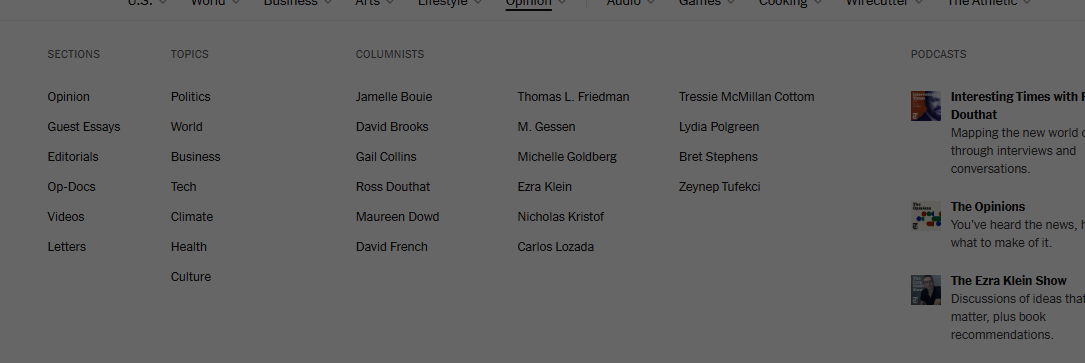 U.S. World Business Arts Lifestyle Opinion Audio Games Cooking Wirecutter The Athletic
SECTIONS
Opinion
Guest Essays
Editorials
Op-Docs
Videos
Letters
TOPICS
Politics
World
Business
Tech
Climate
Health
Culture
COLUMNISTS
Jamelle Bouie
David Brooks
Gail Collins
Ross Douthat
Maureen Dowd
David French
Thomas L. Friedman
M. Gessen
Michelle Goldberg
Ezra Klein
Nicholas Kristof
Carlos Lozada
Tressie McMillan Cottom
Lydia Polgreen
Bret Stephens
Zeynep Tufekci
PODCASTS
Interesting Times with
Douthat
Mapping the new world
through interviews and
conversations.
The Opinions
You've heard the news,
what to make of it.
The Ezra Klein Show
Discussions of ideas that
matter, plus book
recommendations.